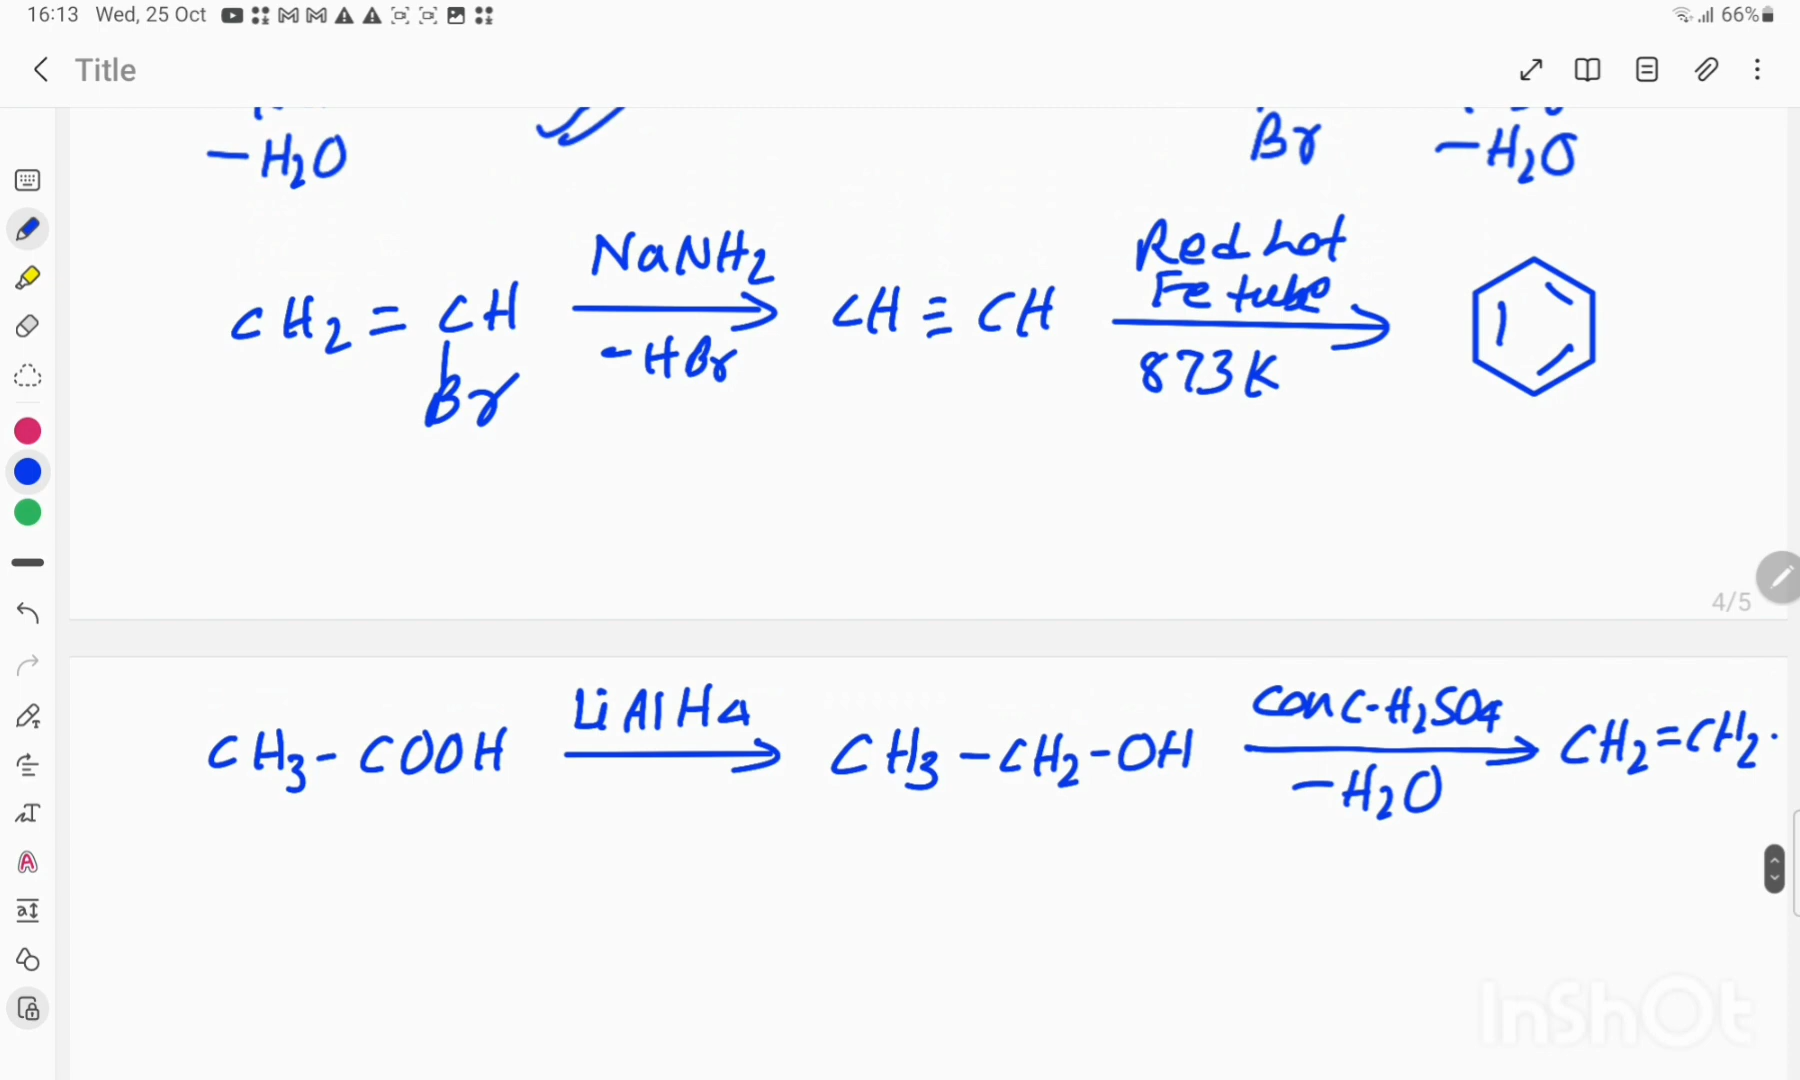 16:13 Wed, 25 Oct 66%
Title
-H₂O Br -H₂O
CH₂ = CH NaNH₂ -HBr CH ≡ CH Red hot Fe tube 873K
Br
4/5
CH₃- COOH LiAlH4 CH₃ -CH₂-OH conc-H₂SO₄ -H₂O CH₂=CH₂.
InShOt